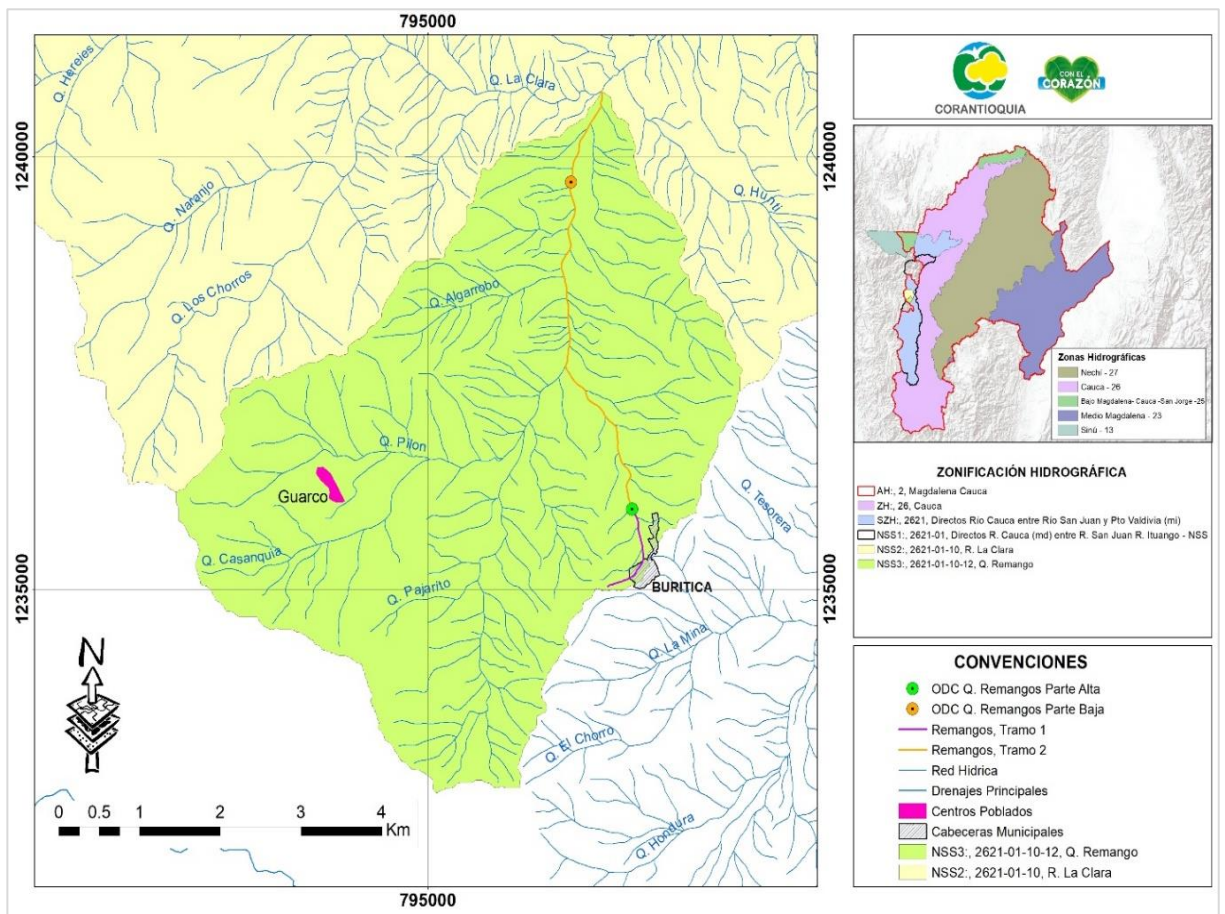 795000
1240000
1235000
Q. Hereles
Q. La Clara
Q. Naranjo
Q. Huntí
Q. Los Chorros
Q. Algarrobo
Q. Pilon
Guarco
Q. Tesorera
Q. Casanquia
Q. Pajarito
BURITICA
Q. La Mina
Q. El Chorro
Q. Hondura
N
0 0.5 1 2 3 4
Km
795000
1240000
1235000
CORANTIOQUIA
CON EL
CORAZÓN
Zonas Hidrográficas
Nechí - 27
Cauca - 26
Bajo Magdalena- Cauca -San Jorge -25
Medio Magdalena - 23
Sinú - 13
ZONIFICACIÓN HIDROGRÁFICA
AH:, 2, Magdalena Cauca
ZH:, 26, Cauca
SZH:, 2621, Directos Río Cauca entre Río San Juan y Pto Valdivia (mi)
NSS1:, 2621-01, Directos R. Cauca (md) entre R. San Juan R. Ituango - NSS
NSS2:, 2621-01-10, R. La Clara
NSS3:, 2621-01-10-12, Q. Remango
CONVENCIONES
ODC Q. Remangos Parte Alta
ODC Q. Remangos Parte Baja
Remangos, Tramo 1
Remangos, Tramo 2
Red Hídrica
Drenajes Principales
Centros Poblados
Cabeceras Municipales
NSS3:, 2621-01-10-12, Q. Remango
NSS2:, 2621-01-10, R. La Clara